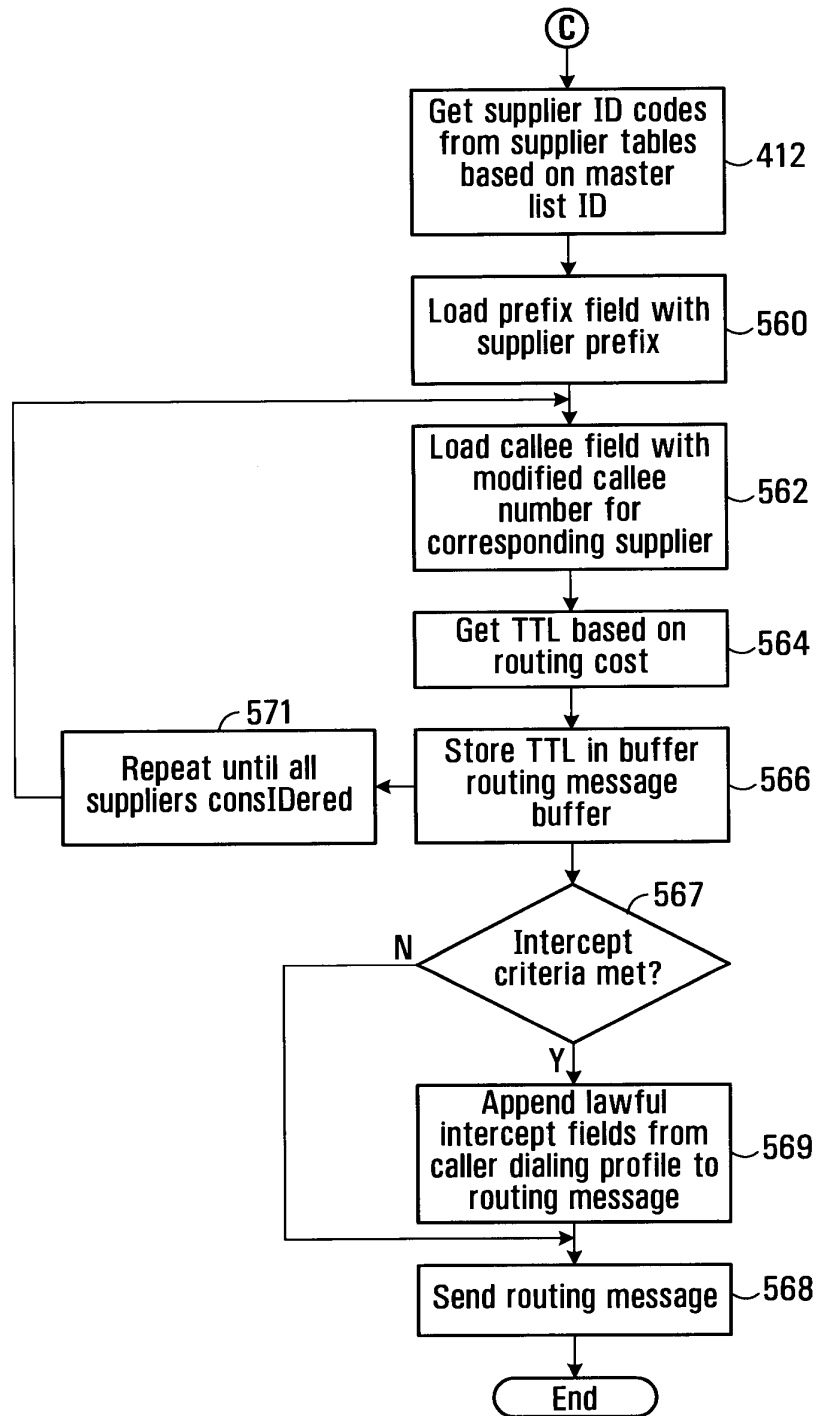 C
Get supplier ID codes
from supplier tables
based on master
list ID
412
Load prefix field with
supplier prefix
560
Load callee field with
modified callee
number for
corresponding supplier
562
Get TTL based on
routing cost
564
571
Repeat until all
suppliers consIDered
Store TTL in buffer
routing message
buffer
566
567
N
Intercept
criteria met?
Y
Append lawful
intercept fields from
caller dialing profile to
routing message
569
Send routing message
568
End